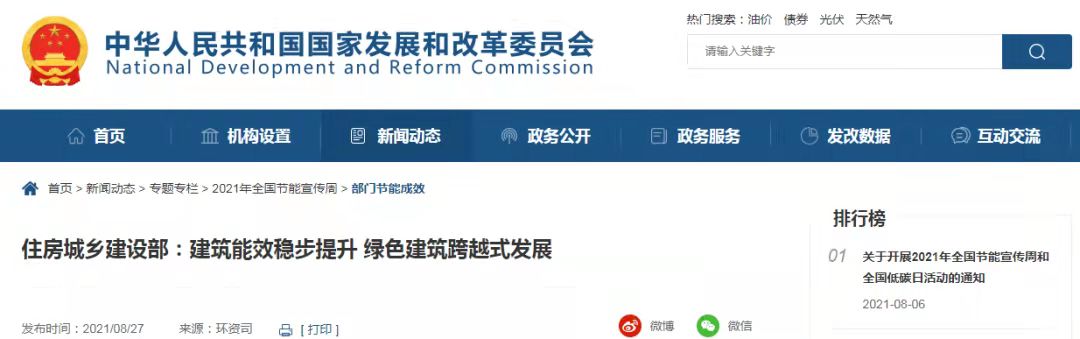 热门搜索：油价 债券 光伏 天然气
中华人民共和国国家发展和改革委员会
National Development and Reform Commission
请输入关键字
首页 机构设置 新闻动态 政务公开 政务服务 发改数据 互动交流
首页 > 新闻动态 > 专题专栏 > 2021年全国节能宣传周 > 部门节能成效
住房城乡建设部：建筑能效稳步提升 绿色建筑跨越式发展
发布时间：2021/08/27 来源：环资司 [ 打印 ]
微博 微信
排行榜
01 关于开展2021年全国节能宣传周和
全国低碳日活动的通知
2021-08-06